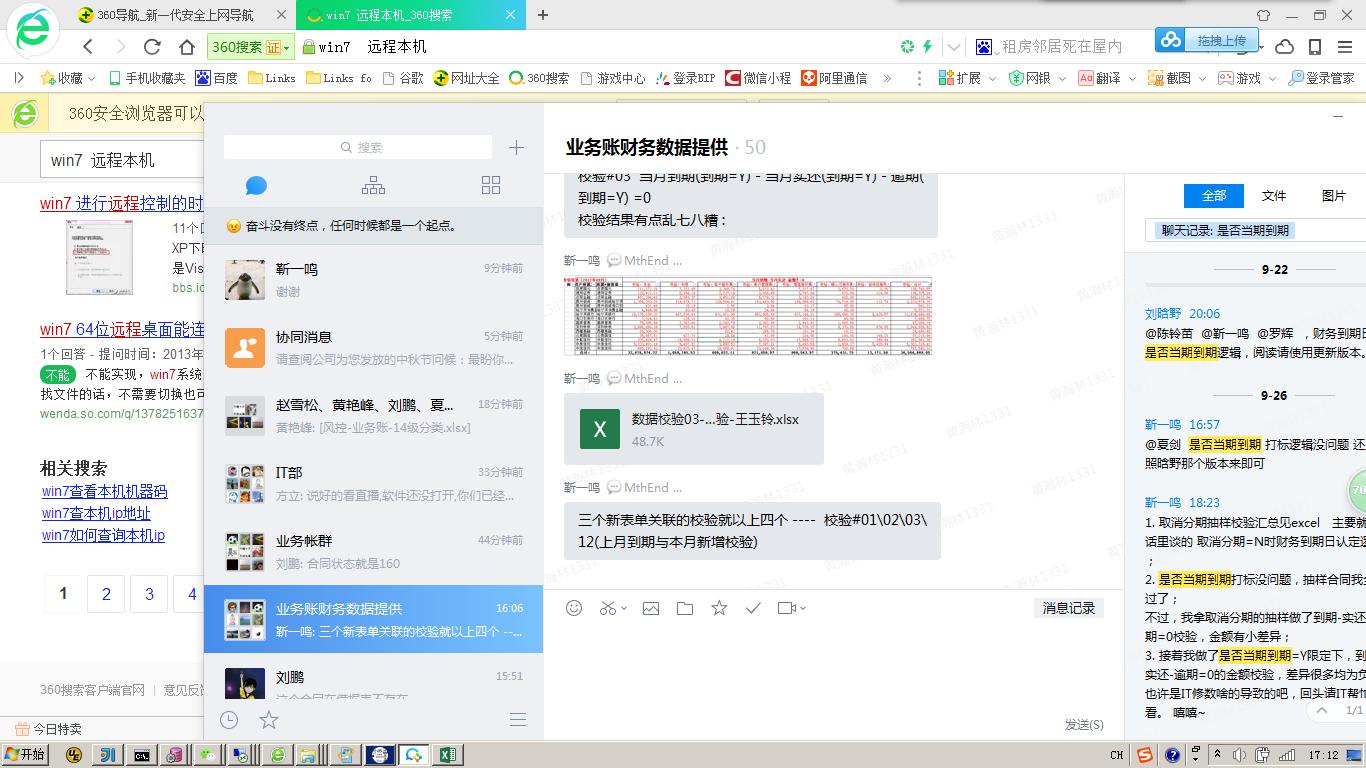 360导航_新一代安全上网导航
win7 远程本机_360搜索
360搜索
证
win7 远程本机
租房邻居死在屋内
拖拽上传
收藏
手机收藏夹
百度
Links
Links fo
谷歌
网址大全
360搜索
游戏中心
登录BIP
微信小程
阿里通信
扩展
网银
翻译
截图
游戏
登录管家
360安全浏览器可以
win7 远程本机
win7 进行远程控制的时
11个回
XP下时
是Vis
bbs.ic
win7 64位远程桌面能连
1个回答 - 提问时间: 2013年
不能 不能实现，win7系统
找文件的话，不需要切换也可
wenda.so.com/q/1378251637
相关搜索
win7查看本机机器码
win7查本机ip地址
win7如何查询本机ip
1
2
3
4
360搜索客户端官网
意见反馈
今日特卖
搜索
奋斗没有终点，任何时候都是一个起点。
靳一鸣
9分钟前
谢谢
协同消息
5分钟前
请查阅公司为您发放的中秋节问候：最盼你...
赵雪松、黄艳峰、刘鹏、夏...
18分钟前
黄艳峰: [风控-业务账-14级分类.xlsx]
IT部
33分钟前
方立: 说好的看直播,软件还没打开,你们已经...
业务帐群
44分钟前
刘鹏: 合同状态就是160
业务账财务数据提供
16:06
靳一鸣: 三个新表单关联的校验就以上四个 --...
刘鹏
15:51
这个合同在借据表不存在
业务账财务数据提供 · 50
校验#03 当月到期(到期=Y) - 当月实还(到期=Y) - 逾期(
到期=Y) =0
校验结果有点乱七八糟：
靳一鸣 MthEnd ...
靳一鸣 MthEnd ...
数据校验03-...验-王玉铃.xlsx
48.7K
靳一鸣 MthEnd ...
三个新表单关联的校验就以上四个 ---- 校验#01\02\03\
12(上月到期与本月新增校验)
黄瀚林1331
消息记录
发送(S)
全部
文件
图片
聊天记录: 是否当期到期
9-22
刘晗野 20:06
@陈铃苗 @靳一鸣 @罗辉 ，财务到期日
是否当期到期逻辑，阅读请使用更新版本。
9-26
靳一鸣 16:57
@夏剑 是否当期到期 打标逻辑没问题 还
照晗野那个版本来即可
靳一鸣 18:23
1. 取消分期抽样校验汇总见excel 主要就
话里谈的 取消分期=N时财务到期日认定逻
；
2. 是否当期到期打标没问题，抽样合同我
过了；
不过，我拿取消分期的抽样做了到期-实还
期=0校验，金额有小差异；
3. 接着我做了是否当期到期=Y限定下，到
实还-逾期=0的金额校验，差异很多均为负
也许是IT修数啥的导致的吧，回头请IT帮忙
看。 嘻嘻~
1/1
70
开始
CH
17:12